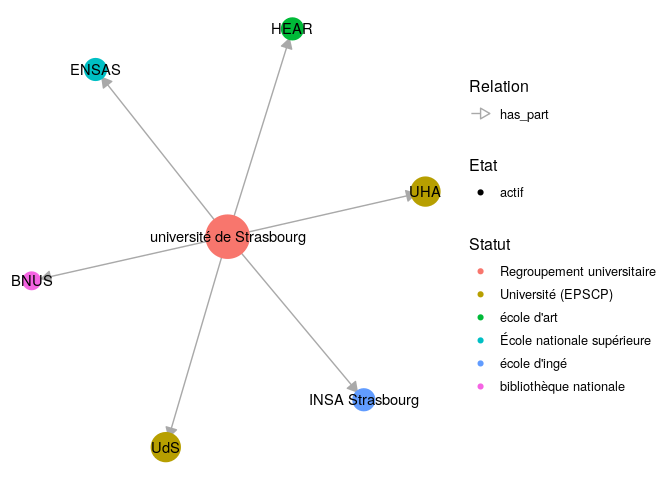 HEAR
ENSAS
UHA
université de Strasbourg
BNUS
INSA Strasbourg
UdS
Relation
has_part
Etat
actif
Statut
Regroupement universitaire
Université (EPSCP)
école d'art
École nationale supérieure
école d'ingé
bibliothèque nationale